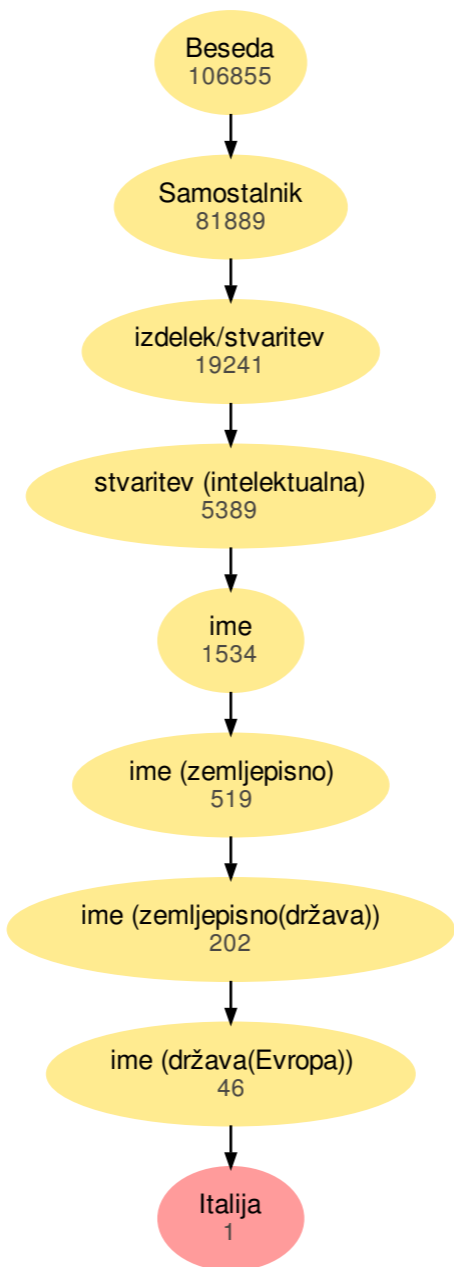 Beseda
106855
Samostalnik
81889
izdelek/stvaritev
19241
stvaritev (intelektualna)
5389
ime
1534
ime (zemljepisno)
519
ime (zemljepisno(država))
202
ime (država(Evropa))
46
Italija
1